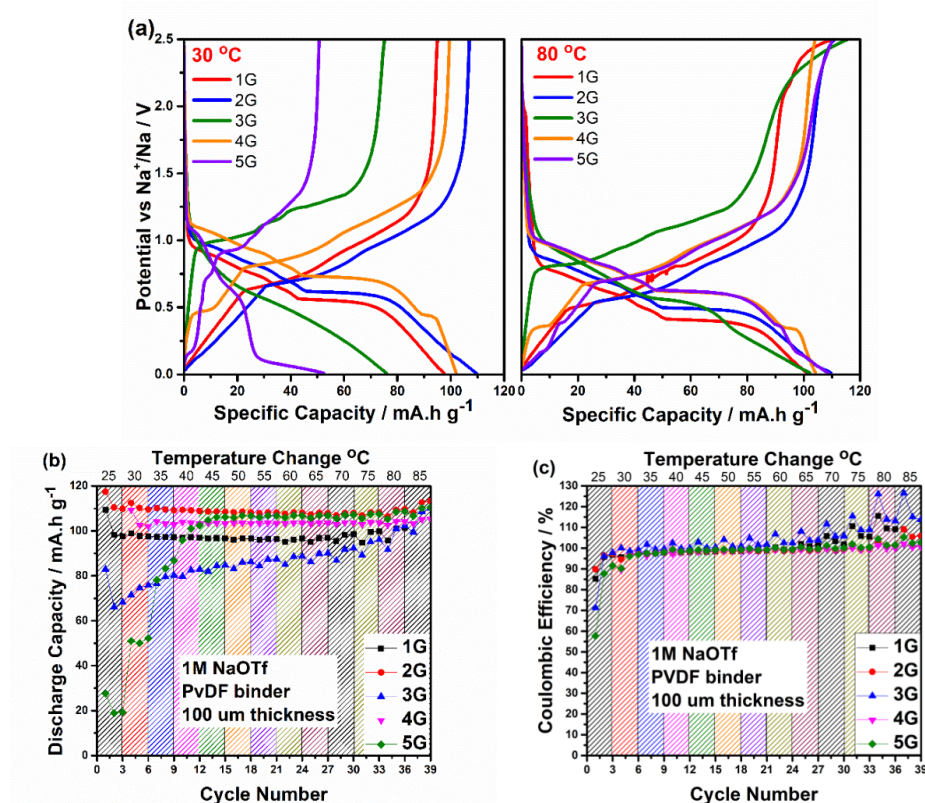 (a)
30 °C
1G
2G
3G
4G
5G
80 °C
1G
2G
3G
4G
5G
Potential vs Na+/Na / V
2.5
2.0
1.5
1.0
0.5
0.0
0 20 40 60 80 100
0 20 40 60 80 100 120
Specific Capacity / mA.h g-1
Specific Capacity / mA.h g-1
(b)
Temperature Change °C
25 30 35 40 45 50 55 60 65 70 75 80 85
Discharge Capacity / mA.h g-1
120
100
80
60
40
20
0
1M NaOTf
PvDF binder
100 um thickness
1G
2G
3G
4G
5G
0 3 6 9 12 15 18 21 24 27 30 33 36 39
Cycle Number
(c)
Temperature Change °C
25 30 35 40 45 50 55 60 65 70 75 80 85
Coulombic Efficiency / %
130
120
110
100
90
80
70
60
50
40
30
20
10
0
1M NaOTf
PVDF binder
100 um thickness
1G
2G
3G
4G
5G
0 3 6 9 12 15 18 21 24 27 30 33 36 39
Cycle Number